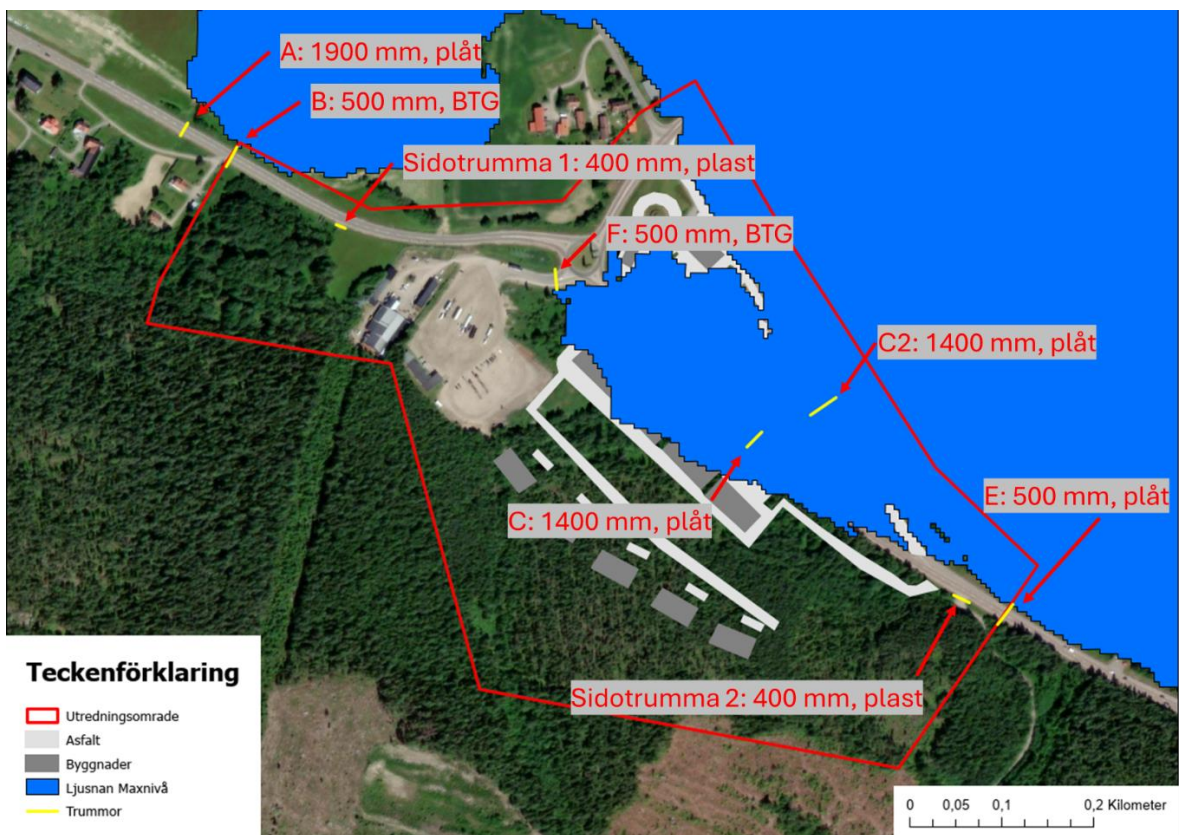 A: 1900 mm, plåt
B: 500 mm, BTG
Sidotrumma 1: 400 mm, plast
F: 500 mm, BTG
C2: 1400 mm, plåt
E: 500 mm, plåt
C: 1400 mm, plåt
Sidotrumma 2: 400 mm, plast
Teckenförklaring
Utredningsområde
Asfalt
Byggnader
Ljusnan Maxnivå
Trummor
0 0,05 0,1 0,2 Kilometer